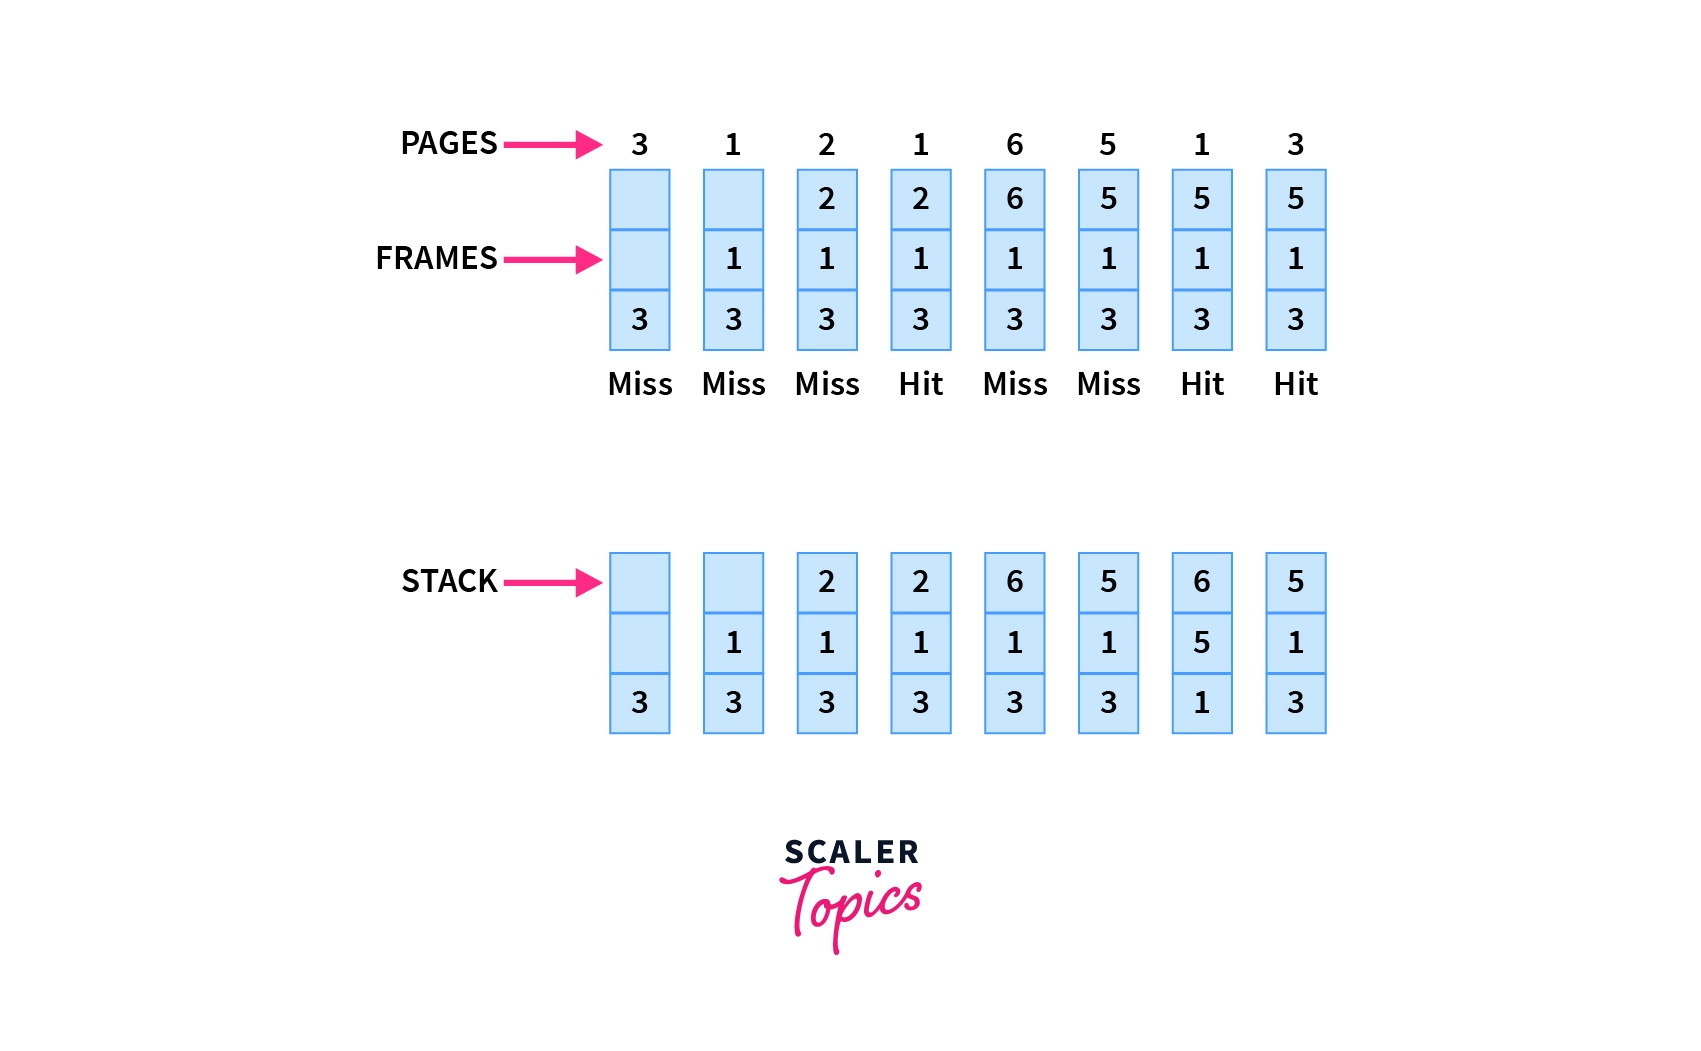 PAGES 3 1 2 1 6 5 1 3
2 2 6 5 5 5
FRAMES 1 1 1 1 1 1 1
3 3 3 3 3 3 3 3
Miss Miss Miss Hit Miss Miss Hit Hit
STACK 2 2 6 5 6 5
1 1 1 1 1 5 1
3 3 3 3 3 3 1 3
SCALER
Topics